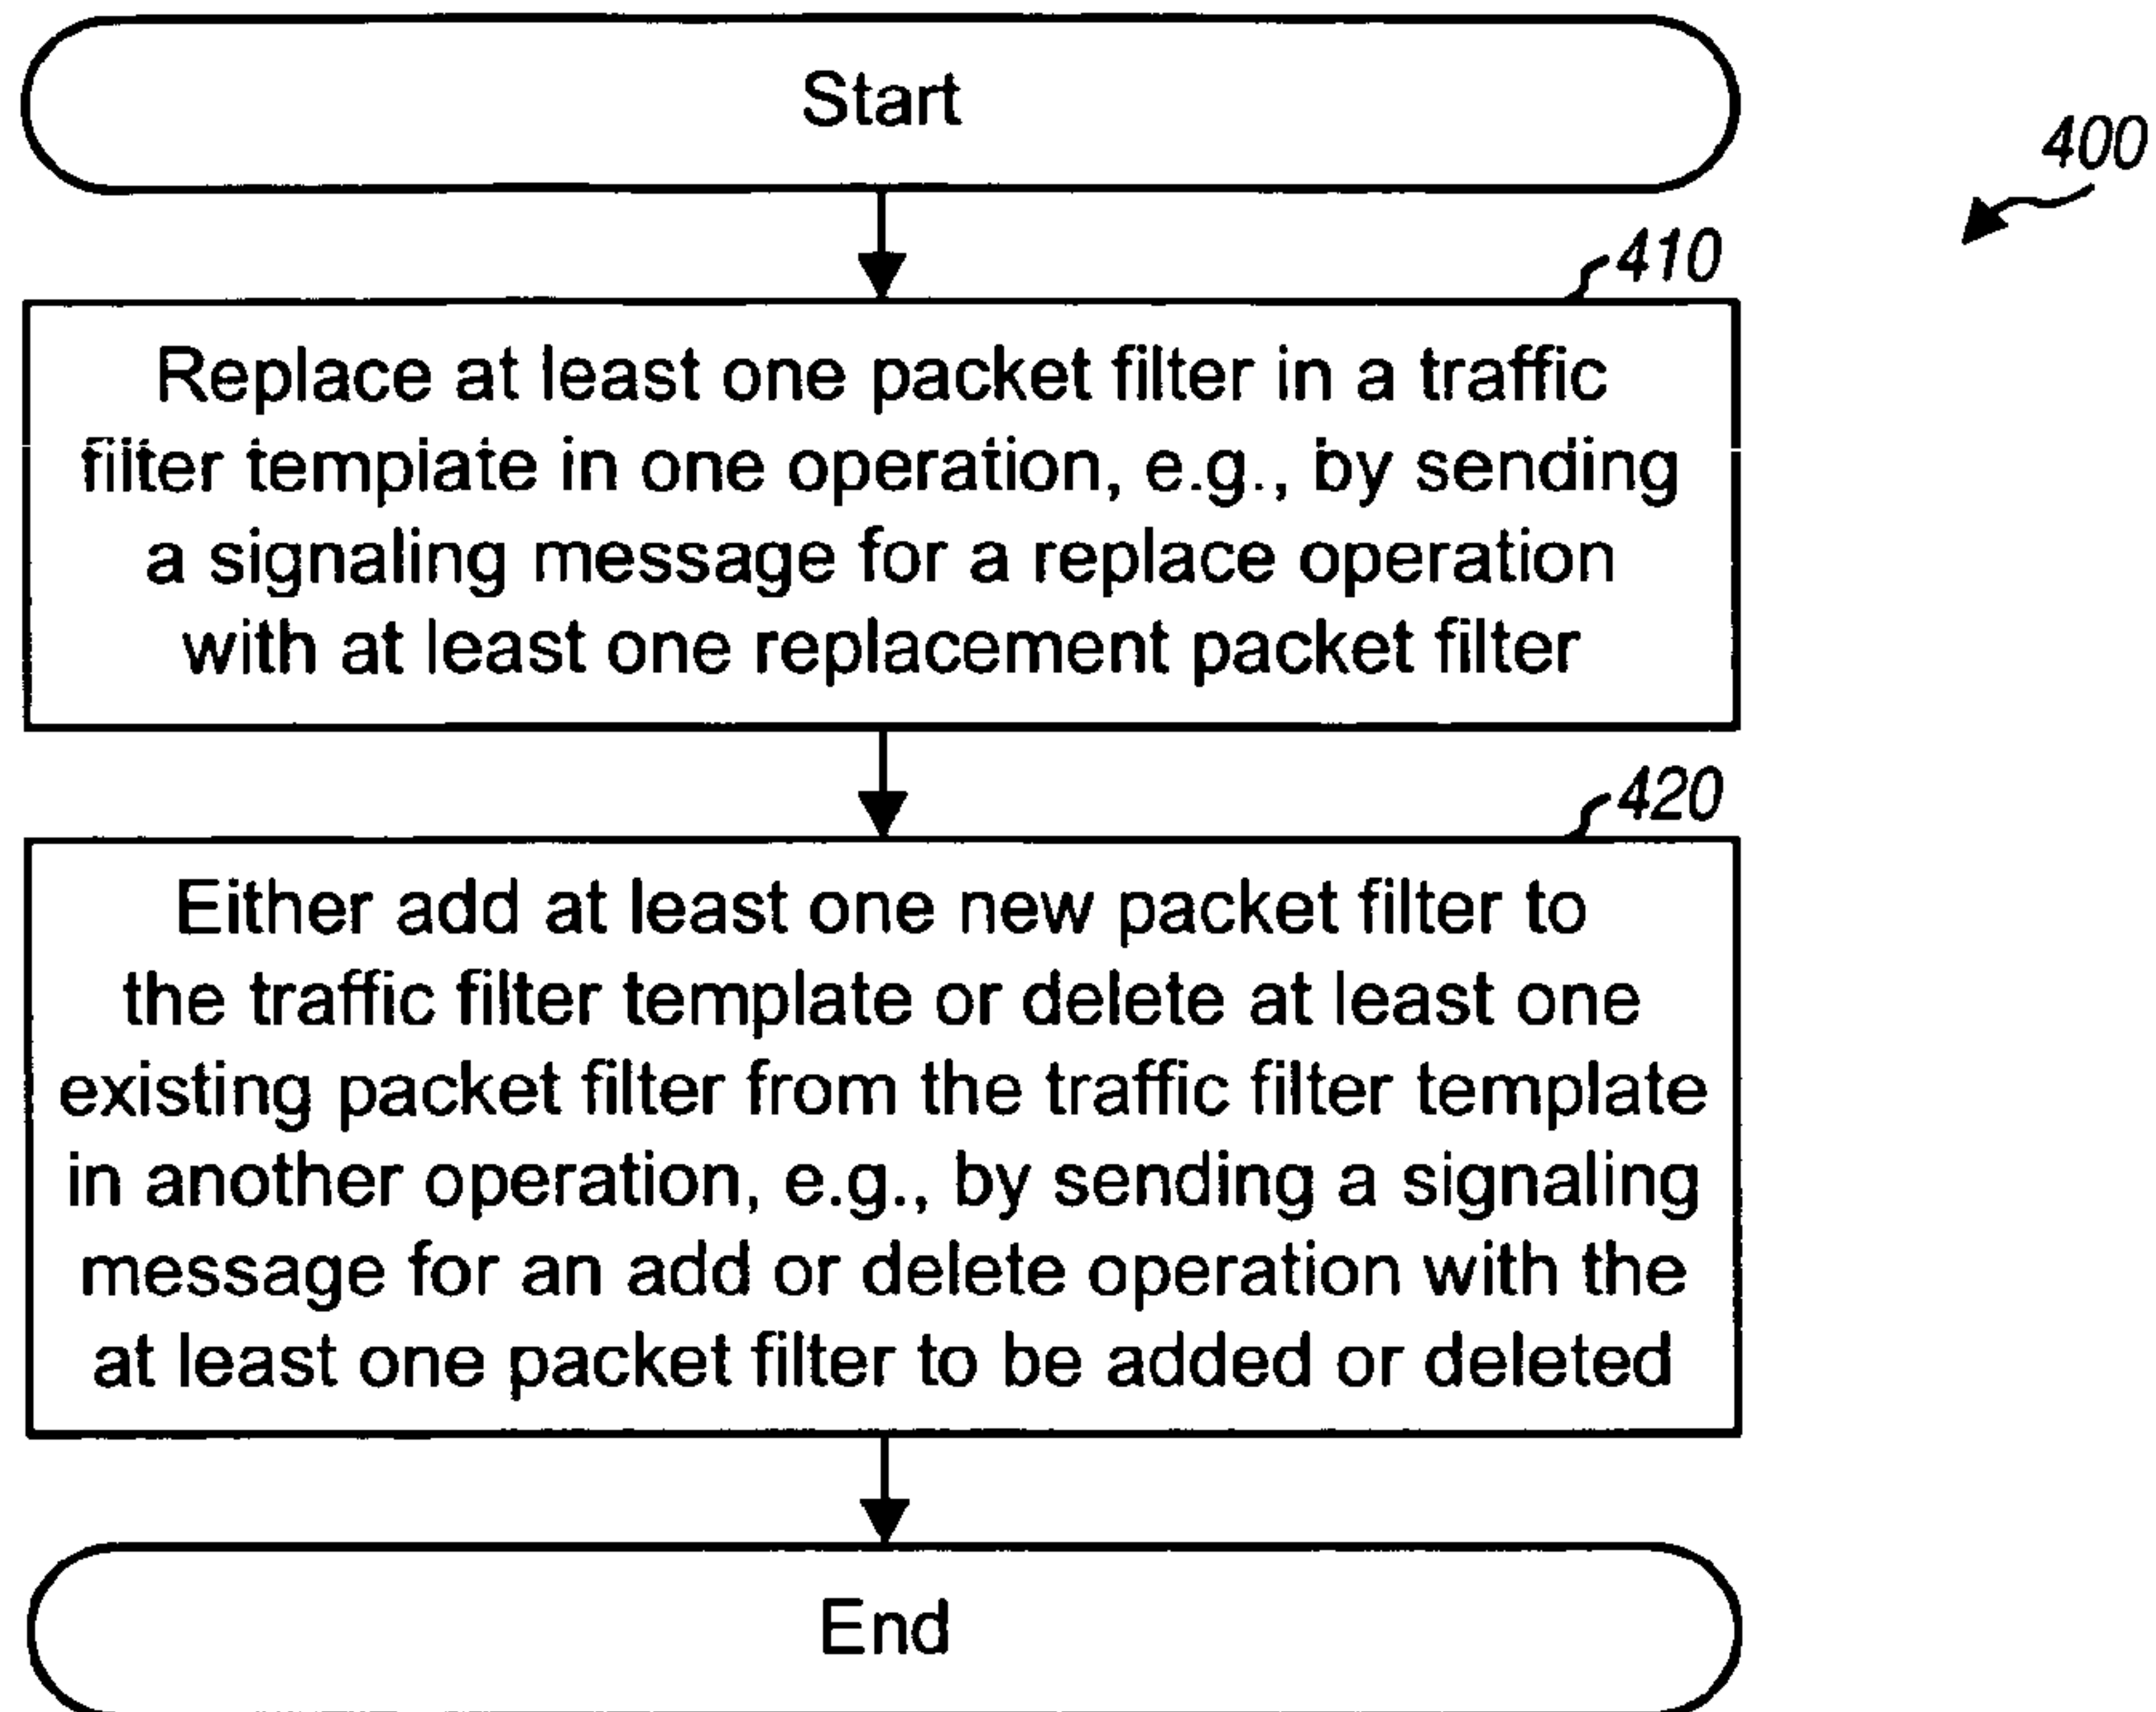 Start
400
410
Replace at least one packet filter in a traffic
filter template in one operation, e.g., by sending
a signaling message for a replace operation
with at least one replacement packet filter
420
Either add at least one new packet filter to
the traffic filter template or delete at least one
existing packet filter from the traffic filter template
in another operation, e.g., by sending a signaling
message for an add or delete operation with the
at least one packet filter to be added or deleted
End